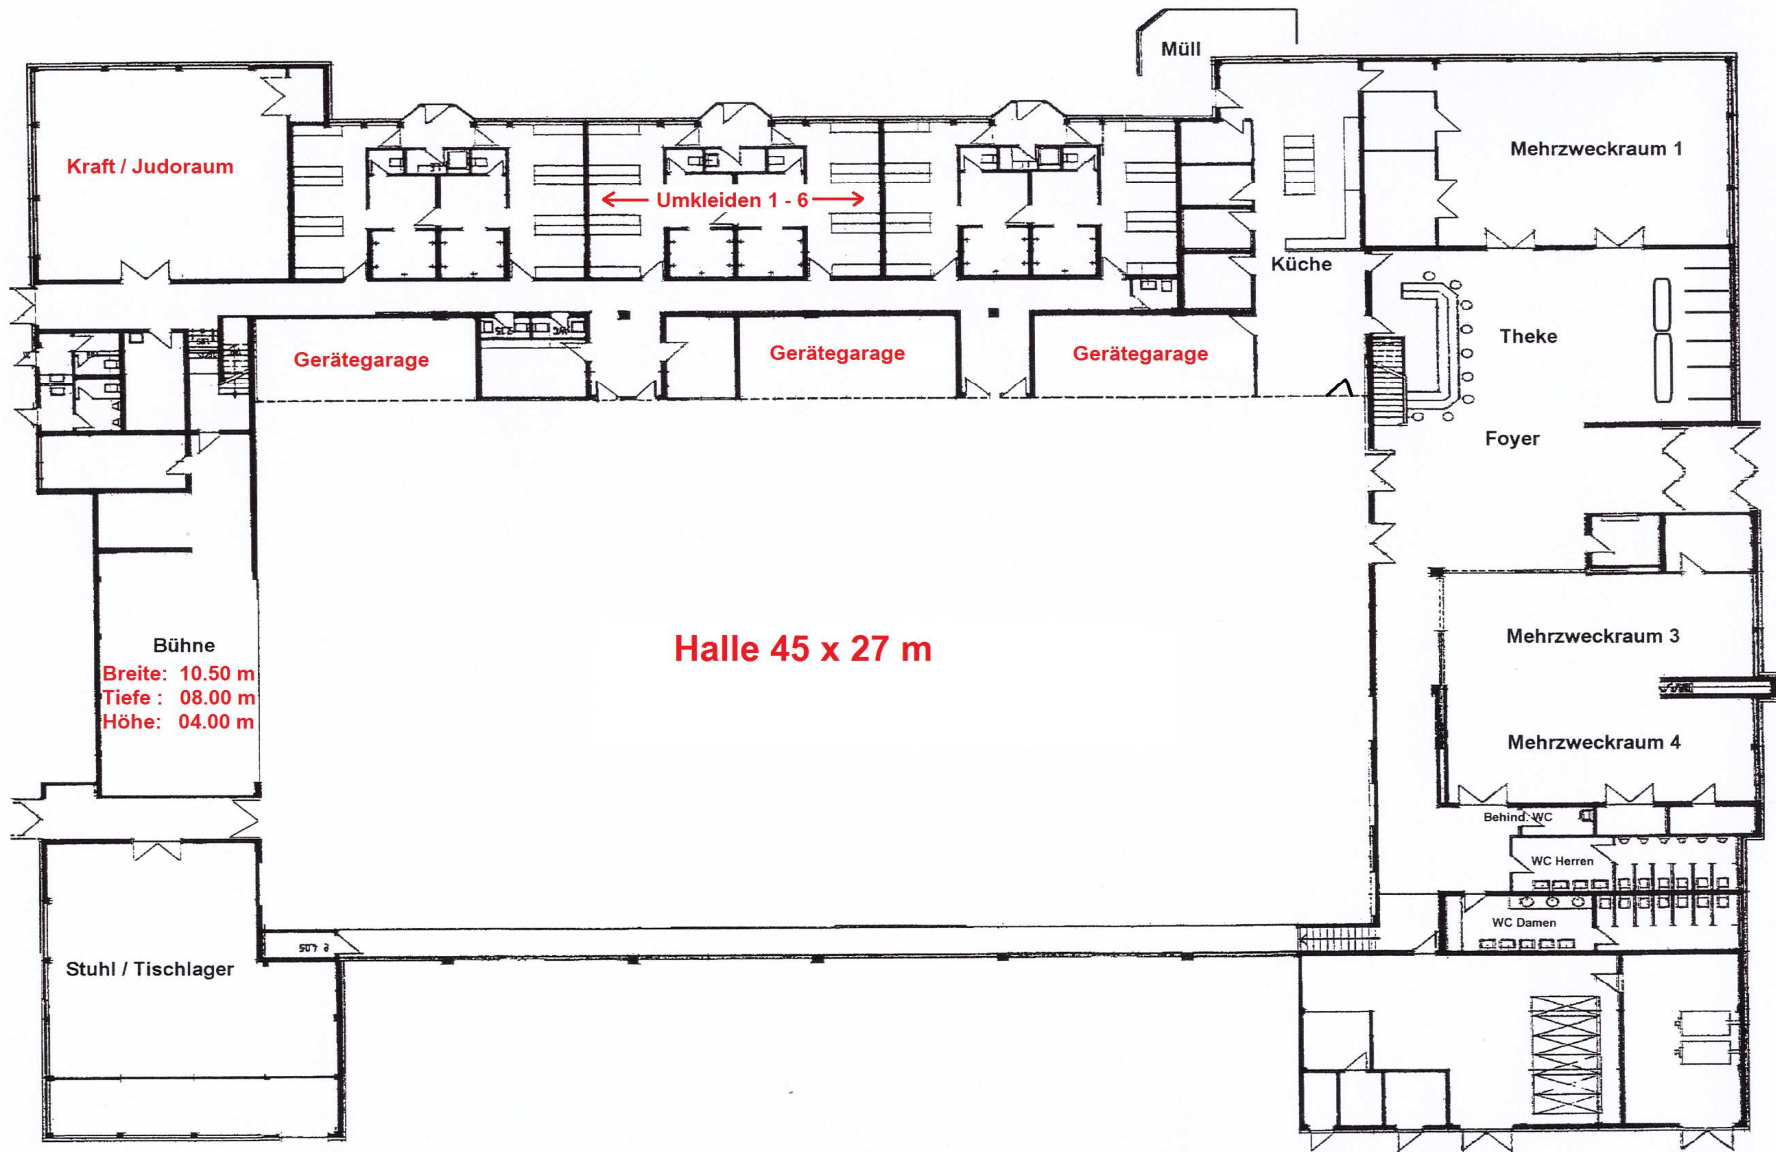 Müll
Kraft / Judoraum
Mehrzweckraum 1
Umkleiden 1 - 6
Küche
Gerätegarage
Gerätegarage
Gerätegarage
Theke
Foyer
Halle 45 x 27 m
Bühne
Breite: 10.50 m
Tiefe : 08.00 m
Höhe: 04.00 m
Mehrzweckraum 3
Mehrzweckraum 4
Behind. WC
WC Herren
WC Damen
Stuhl / Tischlager